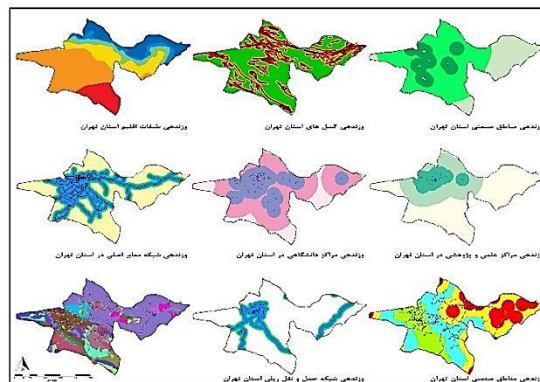 وزندهی طبقات اقلیم استان تهران
وزندهی گسل های استان تهران
وزندهی مناطق صنعتی استان تهران
وزندهی شبکه معابر اصلی در استان تهران
وزندهی مراکز دانشگاهی در استان تهران
وزندهی مراکز علمی و پژوهشی در استان تهران
وزندهی شبکه حمل و نقل ریلی استان تهران
وزندهی مناطق صنعتی استان تهران